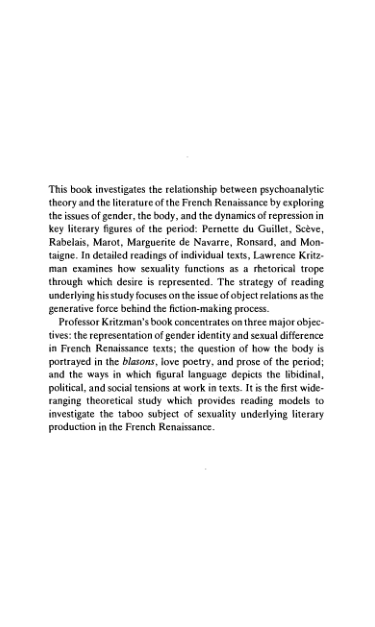 This book investigates the relationship between psychoanalytic
theory and the literature of the French Renaissance by exploring
the issues of gender, the body, and the dynamics of repression in
key literary figures of the period: Pernette du Guillet, Scève,
Rabelais, Marot, Marguerite de Navarre, Ronsard, and Mon-
taigne. In detailed readings of individual texts, Lawrence Kritz-
man examines how sexuality functions as a rhetorical trope
through which desire is represented. The strategy of reading
underlying his study focuses on the issue of object relations as the
generative force behind the fiction-making process.
Professor Kritzman's book concentrates on three major objec-
tives: the representation of gender identity and sexual difference
in French Renaissance texts; the question of how the body is
portrayed in the blasons, love poetry, and prose of the period;
and the ways in which figural language depicts the libidinal,
political, and social tensions at work in texts. It is the first wide-
ranging theoretical study which provides reading models to
investigate the taboo subject of sexuality underlying literary
production in the French Renaissance.